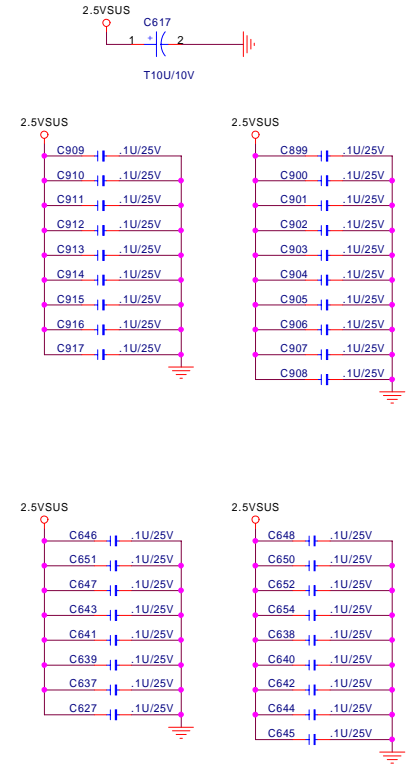 2.5VSUS
C617
1 + 2
T10U/10V
2.5VSUS
C909 .1U/25V
C910 .1U/25V
C911 .1U/25V
C912 .1U/25V
C913 .1U/25V
C914 .1U/25V
C915 .1U/25V
C916 .1U/25V
C917 .1U/25V
2.5VSUS
C899 .1U/25V
C900 .1U/25V
C901 .1U/25V
C902 .1U/25V
C903 .1U/25V
C904 .1U/25V
C905 .1U/25V
C906 .1U/25V
C907 .1U/25V
C908 .1U/25V
2.5VSUS
C646 .1U/25V
C651 .1U/25V
C647 .1U/25V
C643 .1U/25V
C641 .1U/25V
C639 .1U/25V
C637 .1U/25V
C627 .1U/25V
2.5VSUS
C648 .1U/25V
C650 .1U/25V
C652 .1U/25V
C654 .1U/25V
C638 .1U/25V
C640 .1U/25V
C642 .1U/25V
C644 .1U/25V
C645 .1U/25V